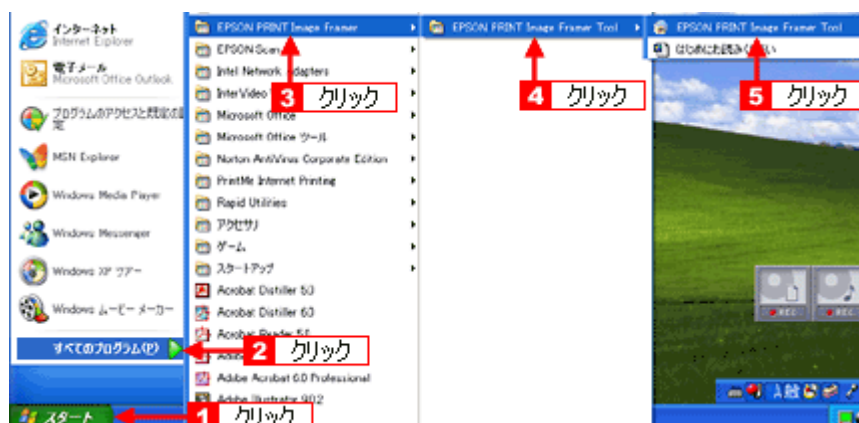 インターネット
Internet Explorer
電子メール
Microsoft Office Outlook
プログラムのアクセスと既定の
定
MSN Explorer
Windows Media Player
Windows Messenger
Windows XP ツアー
Windows ムービー メーカー
すべてのプログラム(P)
スタート
EPSON PRINT Image Framer
EPSON Scan
Intel Network Adapters
InterVideo
Microsoft Office
Microsoft Office ツール
Norton AntiVirus Corporate Edition
PrintMe Internet Printing
Rapid Utilities
アクセサリ
ゲーム
スタートアップ
Acrobat Distiller 5.0
Acrobat Distiller 6.0
Acrobat Reader 5.0
Adobe Acrobat 6.0 Professional
Adobe Illustrator 9.0.2
EPSON PRINT Image Framer Tool
EPSON PRINT Image Framer Tool
はじめにお読みください
1 クリック
2 クリック
3 クリック
4 クリック
5 クリック
REC
REC
A 般